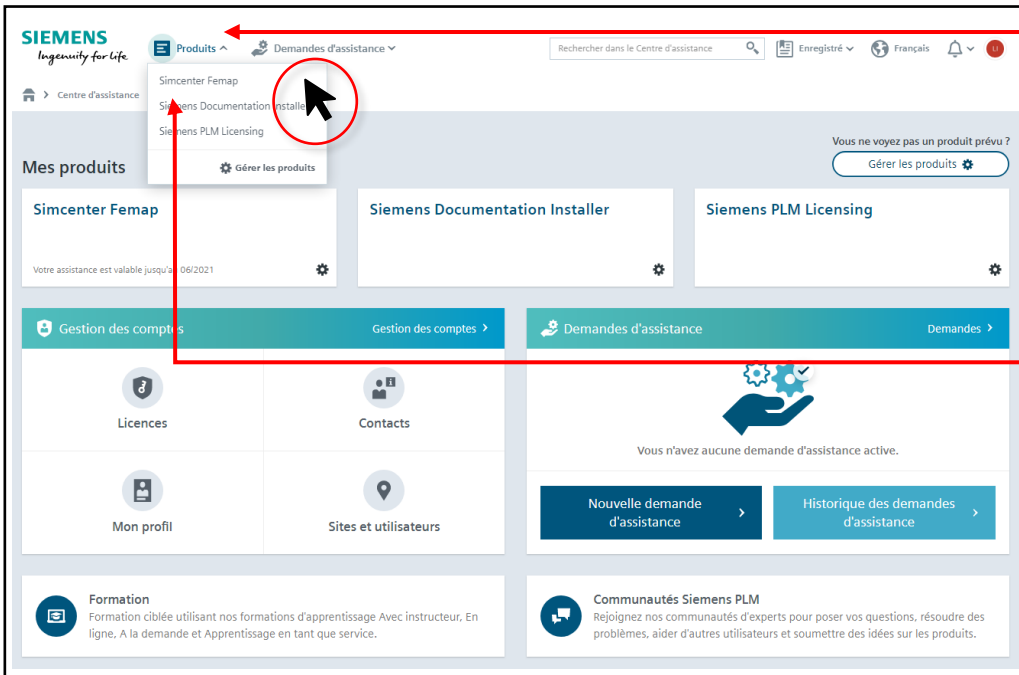 SIEMENS
Ingenuity for life
Produits
Demandes d'assistance
Rechercher dans le Centre d'assistance
Enregistré
Français
LI
Centre d'assistance
Simcenter Femap
Siemens Documentation Installer
Siemens PLM Licensing
Gérer les produits
Vous ne voyez pas un produit prévu ?
Gérer les produits
Mes produits
Simcenter Femap
Votre assistance est valable jusqu'au 06/2021
Siemens Documentation Installer
Siemens PLM Licensing
Gestion des comptes
Gestion des comptes
Licences
Contacts
Mon profil
Sites et utilisateurs
Demandes d'assistance
Demandes
Vous n'avez aucune demande d'assistance active.
Nouvelle demande
d'assistance
Historique des demandes
d'assistance
Formation
Formation ciblée utilisant nos formations d'apprentissage Avec instructeur, En
ligne, A la demande et Apprentissage en tant que service.
Communautés Siemens PLM
Rejoignez nos communautés d'experts pour poser vos questions, résoudre des
problèmes, aider d'autres utilisateurs et soumettre des idées sur les produits.